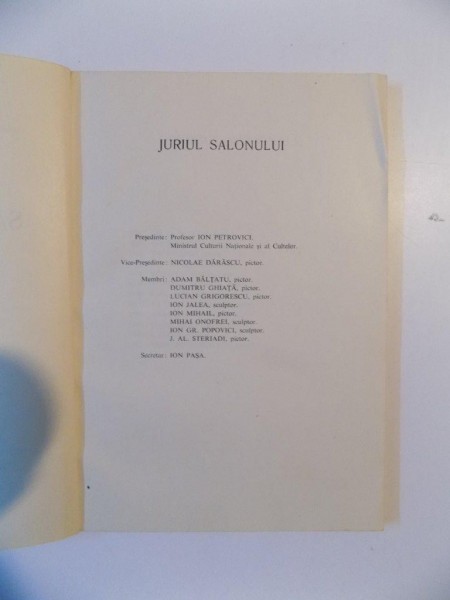 JURIUL SALONULUI
Președinte: Profesor ION PETROVICI,
Ministrul Culturii Naționale și al Cultelor.
Vice-Președinte: NICOLAE DĂRĂSCU, pictor.
Membri: ADAM BĂLȚATU, pictor.
DUMITRU GHIAȚĂ, pictor.
LUCIAN GRIGORESCU, pictor.
ION JALEA, sculptor.
ION MIHAIL, pictor.
MIHAI ONOFREI, sculptor.
ION GR. POPOVICI, sculptor.
J. AL. STERIADI, pictor.
Secretar: ION PAȘA.